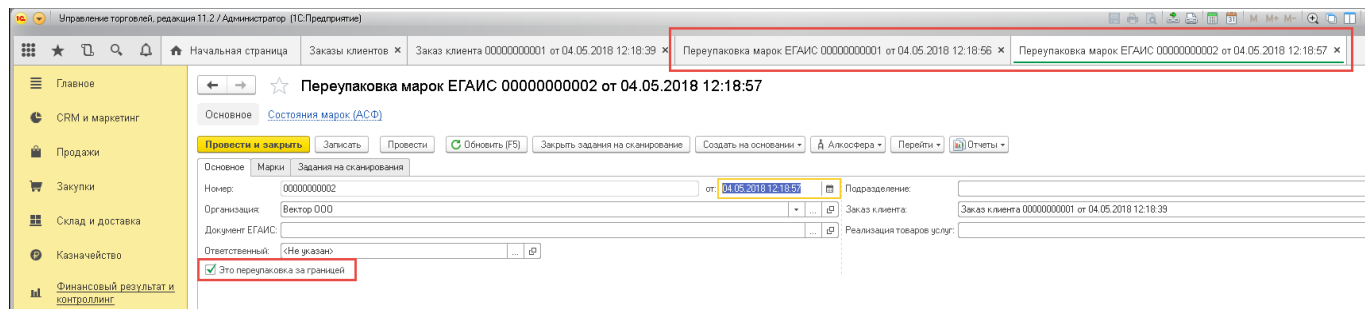 Управление торговлей, редакция 11.2 / Администратор (1С:Предприятие)
M M+ M-
Начальная страница
Заказы клиентов ×
Заказ клиента 00000000001 от 04.05.2018 12:18:39 ×
Переупаковка марок ЕГАИС 00000000001 от 04.05.2018 12:18:56 ×
Переупаковка марок ЕГАИС 00000000002 от 04.05.2018 12:18:57 ×
Главное
CRM и маркетинг
Продажи
Закупки
Склад и доставка
Казначейство
Финансовый результат и
контроллинг
Переупаковка марок ЕГАИС 00000000002 от 04.05.2018 12:18:57
Основное Состояния марок (АСФ)
Провести и закрыть Записать Провести Обновить (F5) Закрыть задания на сканирование Создать на основании Алкосфера Перейти Отчеты
Основное Марки Задания на сканирование
Номер: 00000000002 от: 04.05.2018 12:18:57 Подразделение:
Организация: Вектор ООО ... Заказ клиента: Заказ клиента 00000000001 от 04.05.2018 12:18:39
Документ ЕГАИС: ... Реализация товаров услуг:
Ответственный: <Не указан> ...
Это переупаковка за границей